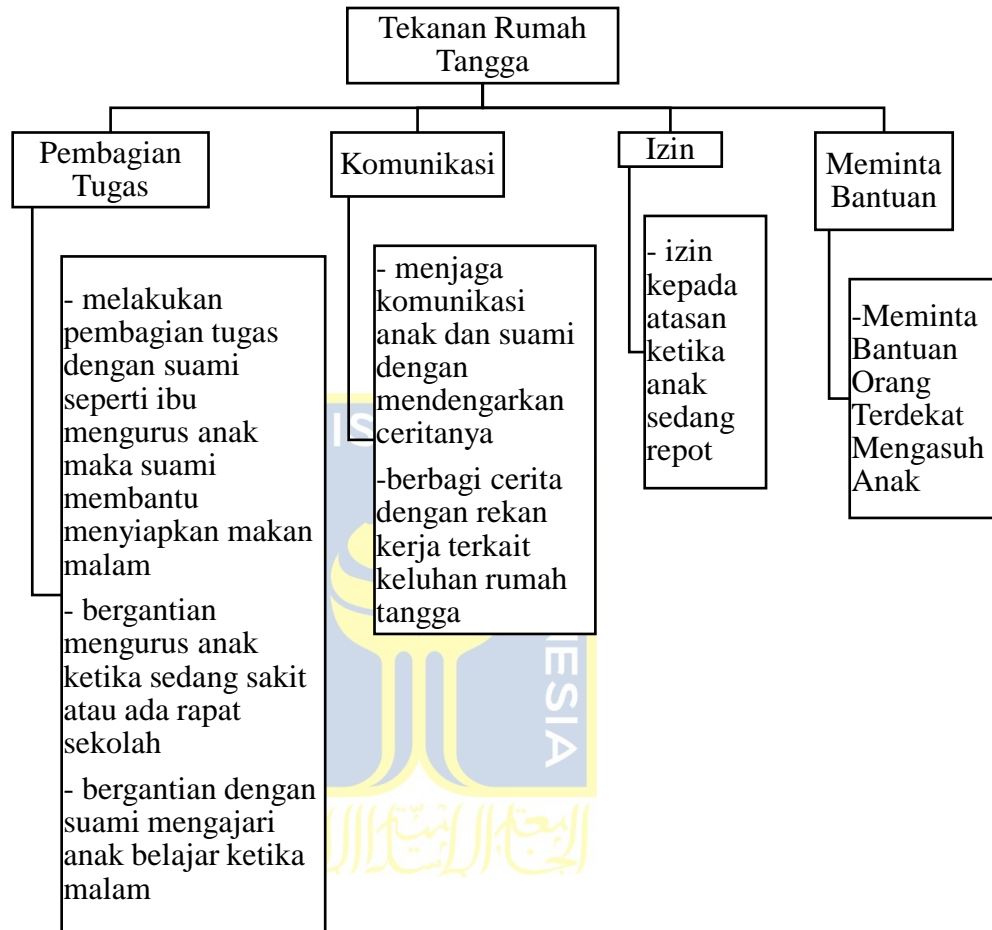 Tekanan Rumah
Tangga
Pembagian
Tugas
Komunikasi
Izin
Meminta
Bantuan
- melakukan
pembagian tugas
dengan suami
seperti ibu
mengurus anak
maka suami
membantu
menyiapkan makan
malam
- bergantian
mengurus anak
ketika sedang sakit
atau ada rapat
sekolah
- bergantian dengan
suami mengajari
anak belajar ketika
malam
- menjaga
komunikasi
anak dan suami
dengan
mendengarkan
ceritanya
-berbagi cerita
dengan rekan
kerja terkait
keluhan rumah
tangga
- izin
kepada
atasan
ketika
anak
sedang
repot
-Meminta
Bantuan
Orang
Terdekat
Mengasuh
Anak
IS
NESIA